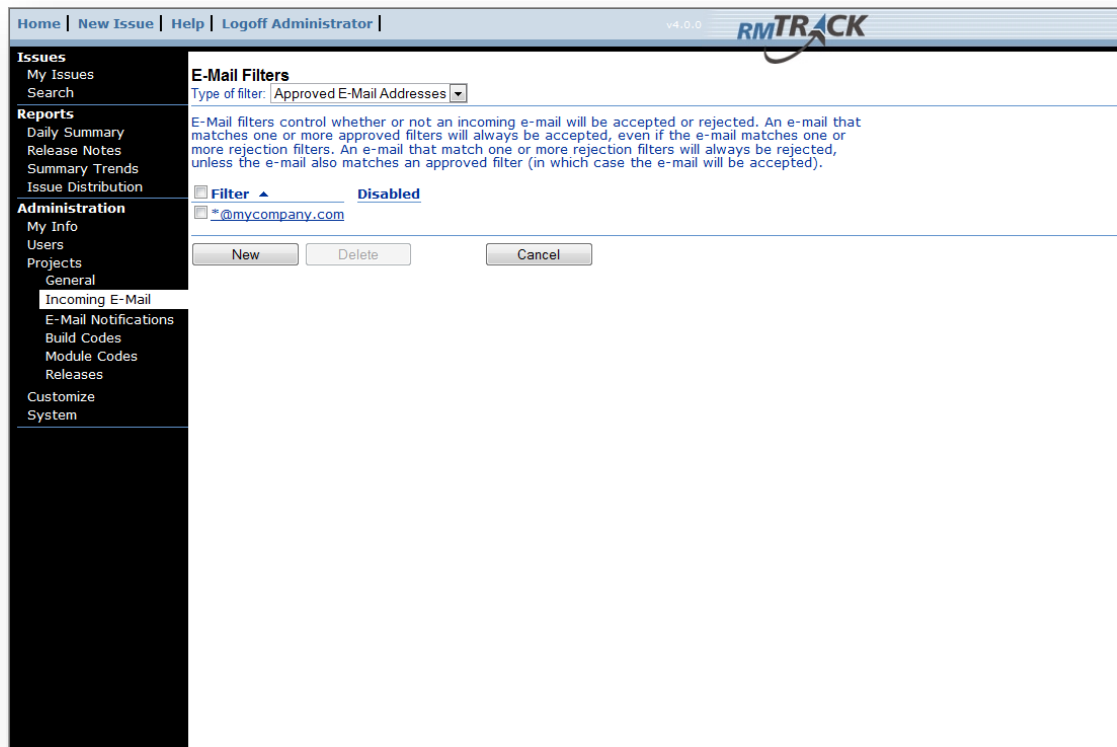 Home | New Issue | Help | Logoff Administrator |
v4.0.0
RMTRACK
Issues
My Issues
Search
Reports
Daily Summary
Release Notes
Summary Trends
Issue Distribution
Administration
My Info
Users
Projects
General
Incoming E-Mail
E-Mail Notifications
Build Codes
Module Codes
Releases
Customize
System
E-Mail Filters
Type of filter: Approved E-Mail Addresses
E-Mail filters control whether or not an incoming e-mail will be accepted or rejected. An e-mail that
matches one or more approved filters will always be accepted, even if the e-mail matches one or
more rejection filters. An e-mail that match one or more rejection filters will always be rejected,
unless the e-mail also matches an approved filter (in which case the e-mail will be accepted).
Filter Disabled
*@mycompany.com
New Delete Cancel